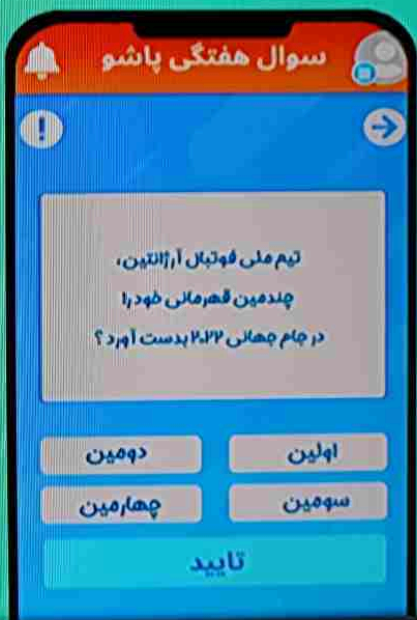 سوال هفتگی پاشو
تیم ملی فوتبال آرژانتین،
چندمین قهرمانی خود را
در جام جهانی ۲۰۲۲ بدست آورد؟
اولین
دومین
سومین
چهارمین
تایید